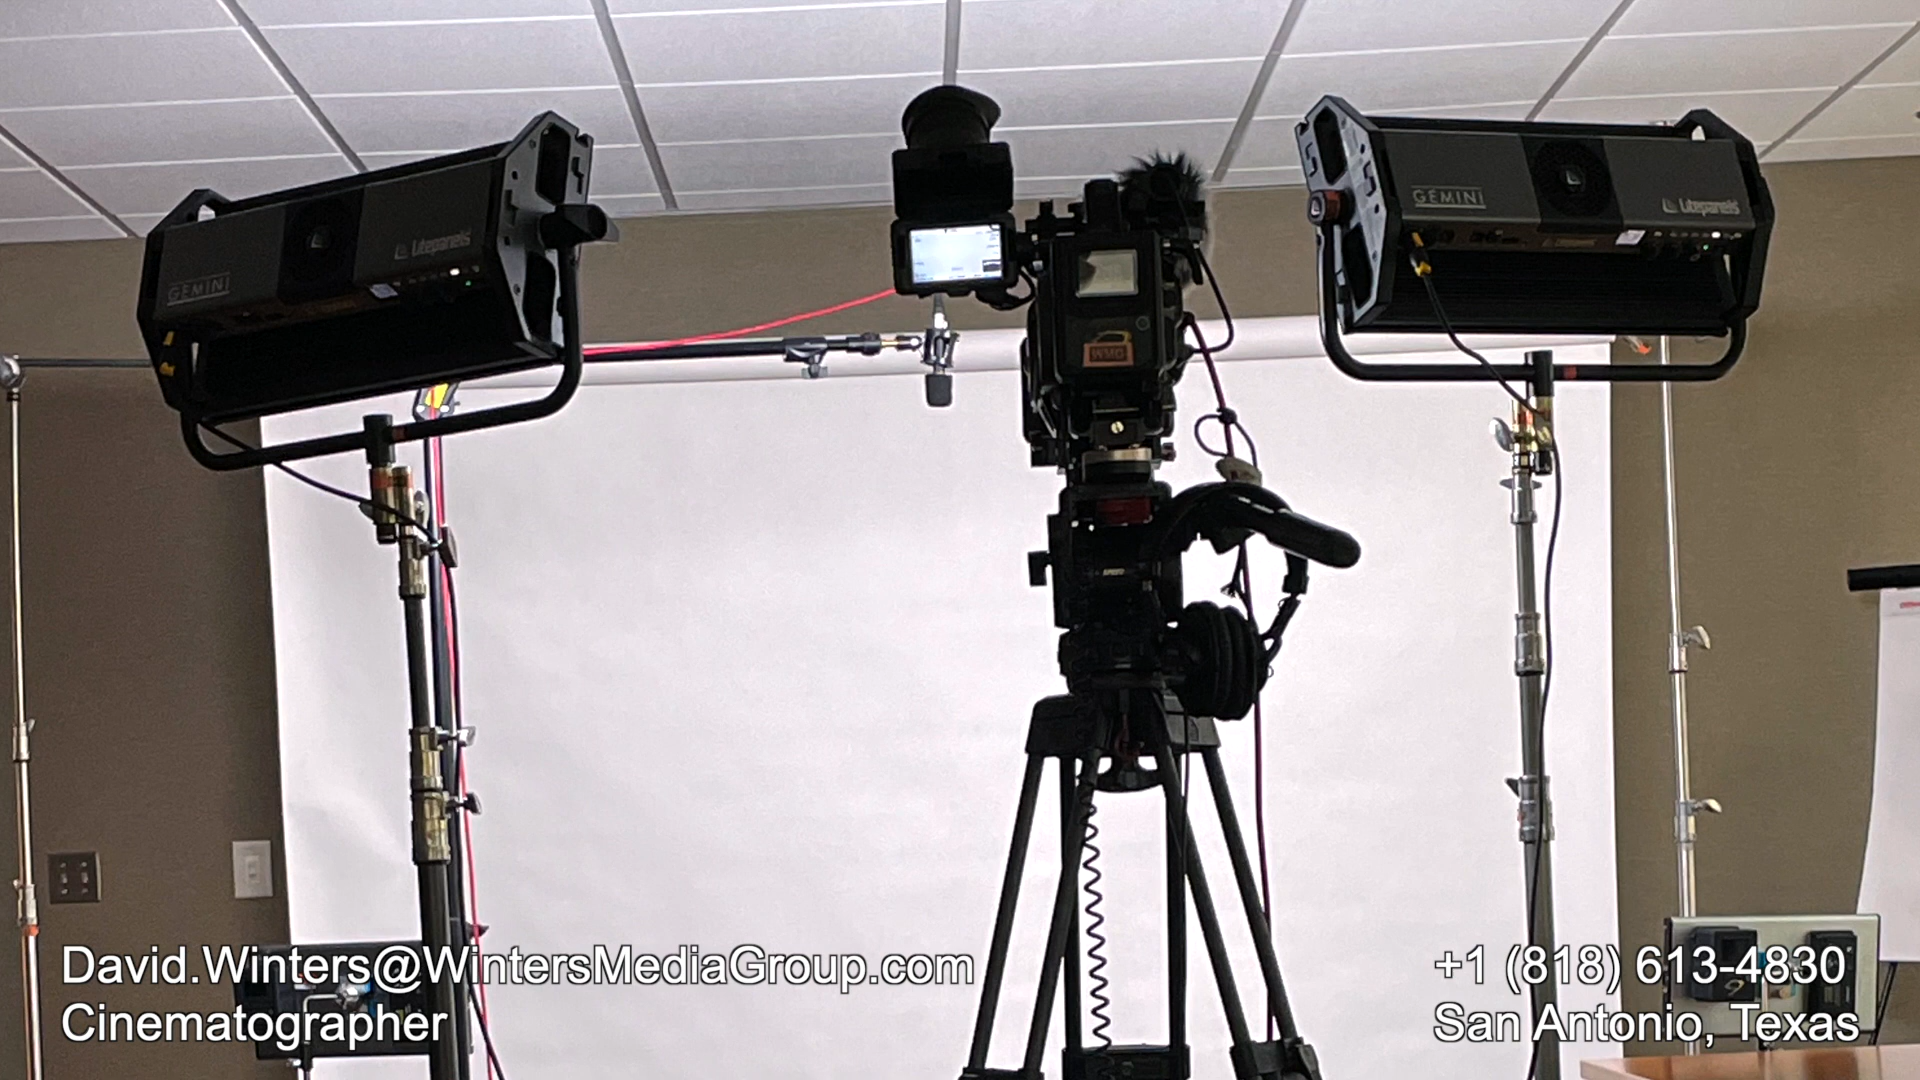 GEMINI
Litepanels
GEMINI
Litepanels
WMG
David.Winters@WintersMediaGroup.com
Cinematographer
+1 (818) 613-4830
San Antonio, Texas